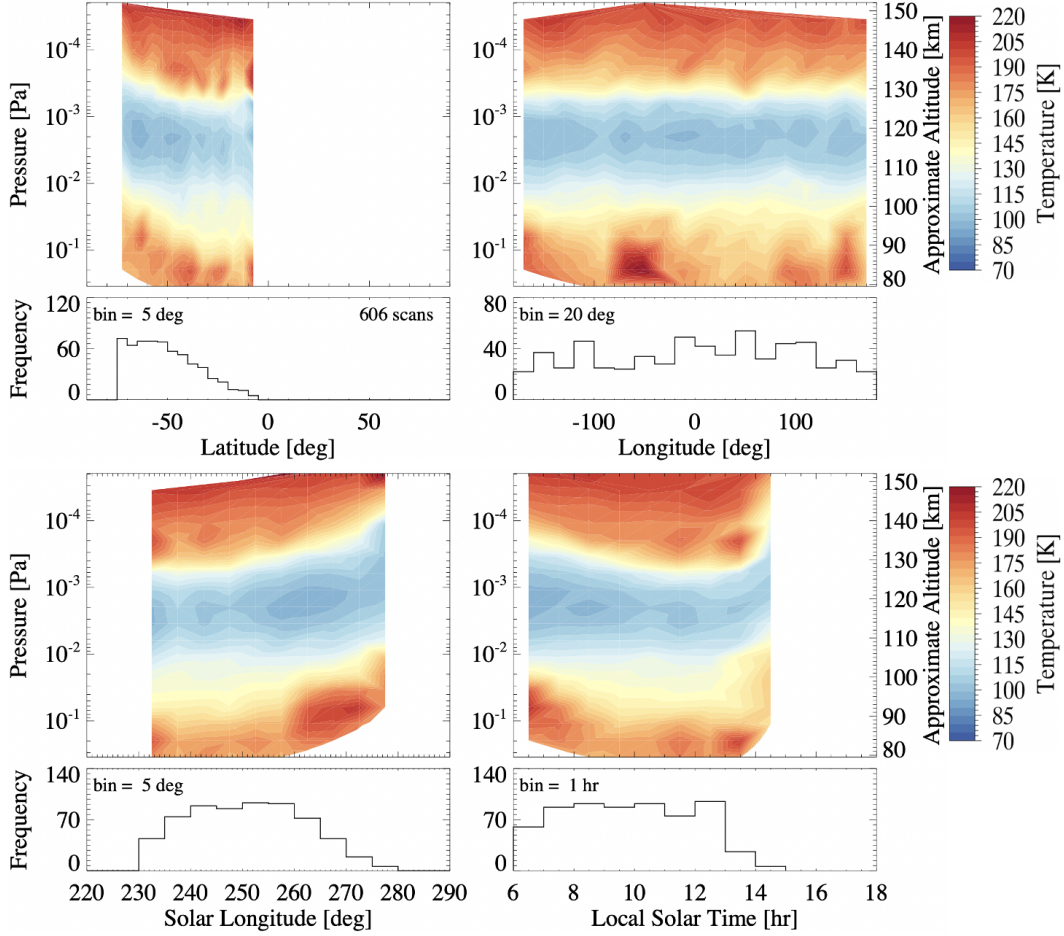 10⁻⁴
10⁻³
10⁻²
10⁻¹
Pressure [Pa]
150
140
130
120
110
100
90
80
Approximate Altitude [km]
220
205
190
175
160
145
130
115
100
85
70
Temperature [K]
bin = 5 deg 606 scans
120
60
0
Frequency
-50 0 50
Latitude [deg]
bin = 20 deg
80
40
0
-100 0 100
Longitude [deg]
10⁻⁴
10⁻³
10⁻²
10⁻¹
Pressure [Pa]
150
140
130
120
110
100
90
80
Approximate Altitude [km]
220
205
190
175
160
145
130
115
100
85
70
Temperature [K]
bin = 5 deg
140
70
0
Frequency
220 230 240 250 260 270 280 290
Solar Longitude [deg]
bin = 1 hr
140
70
0
6 8 10 12 14 16 18
Local Solar Time [hr]